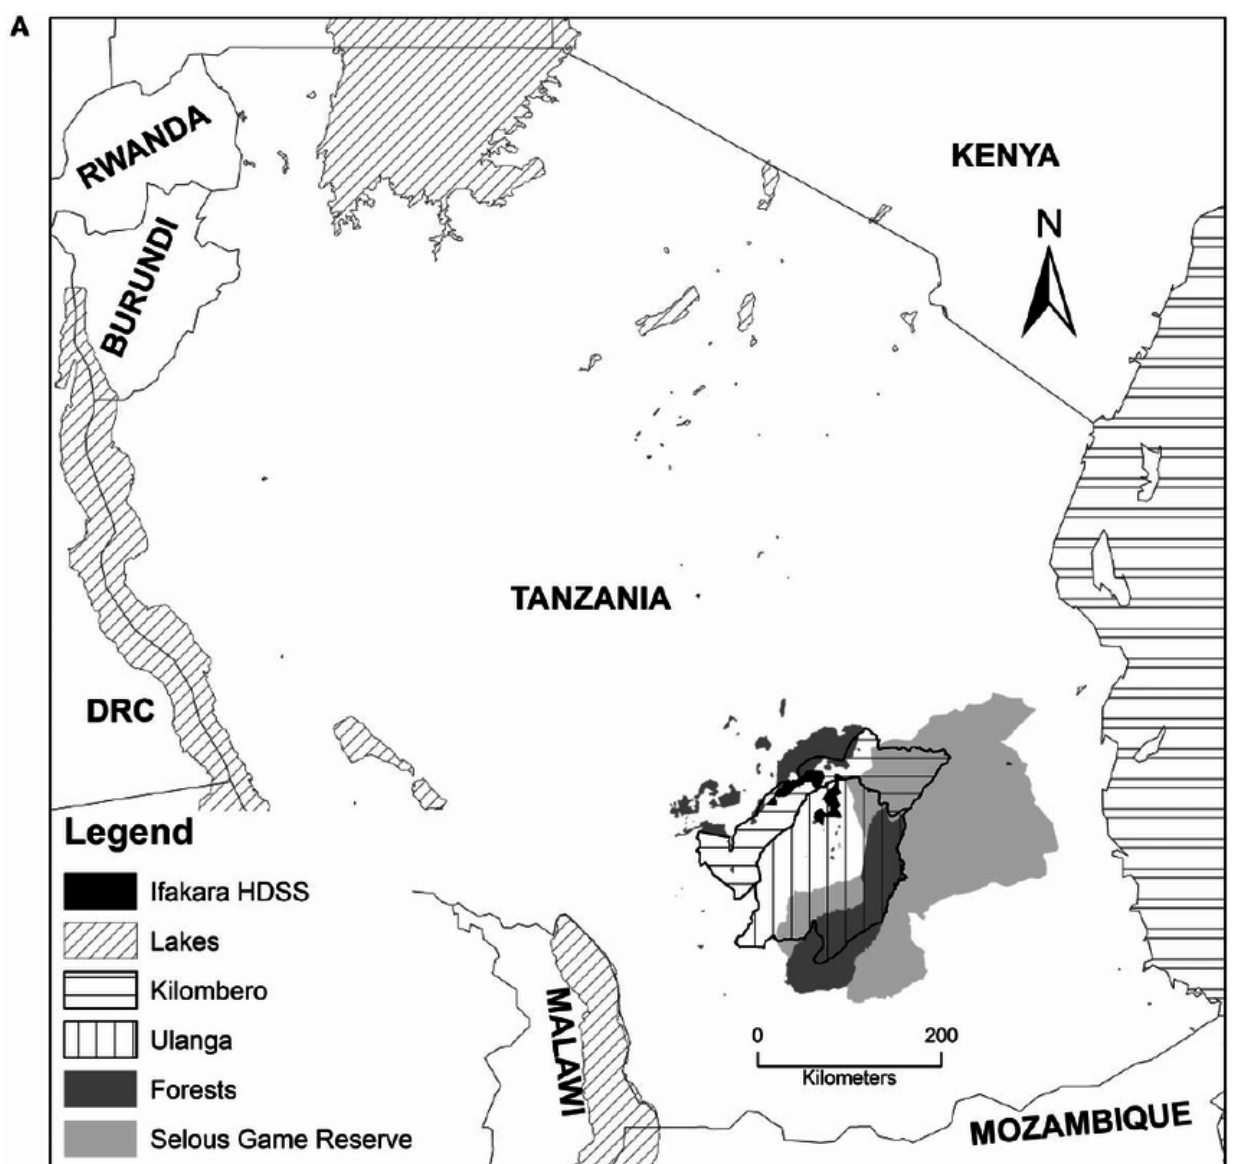 A
RWANDA
KENYA
N
BURUNDI
TANZANIA
DRC
Legend
Ifakara HDSS
Lakes
Kilombero
Ulanga
Forests
Selous Game Reserve
MALAWI
0 200
Kilometers
MOZAMBIQUE